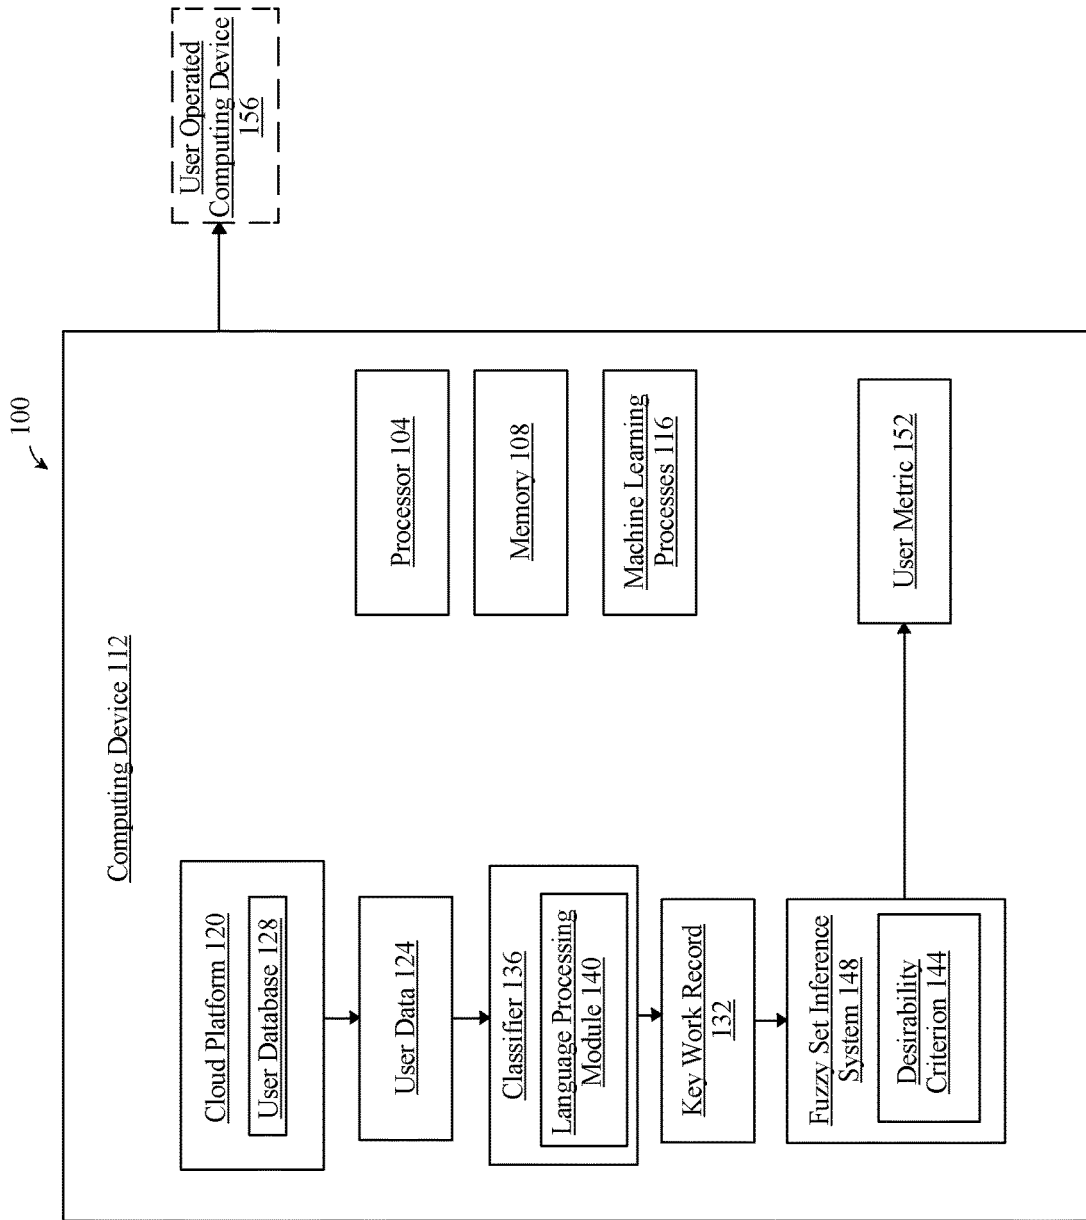 100
Computing Device 112
Cloud Platform 120
User Database 128
User Data 124
Classifier 136
Language Processing
Module 140
Key Work Record
132
Fuzzy Set Inference
System 148
Desirability
Criterion 144
Processor 104
Memory 108
Machine Learning
Processes 116
User Metric 152
User Operated
Computing Device
156